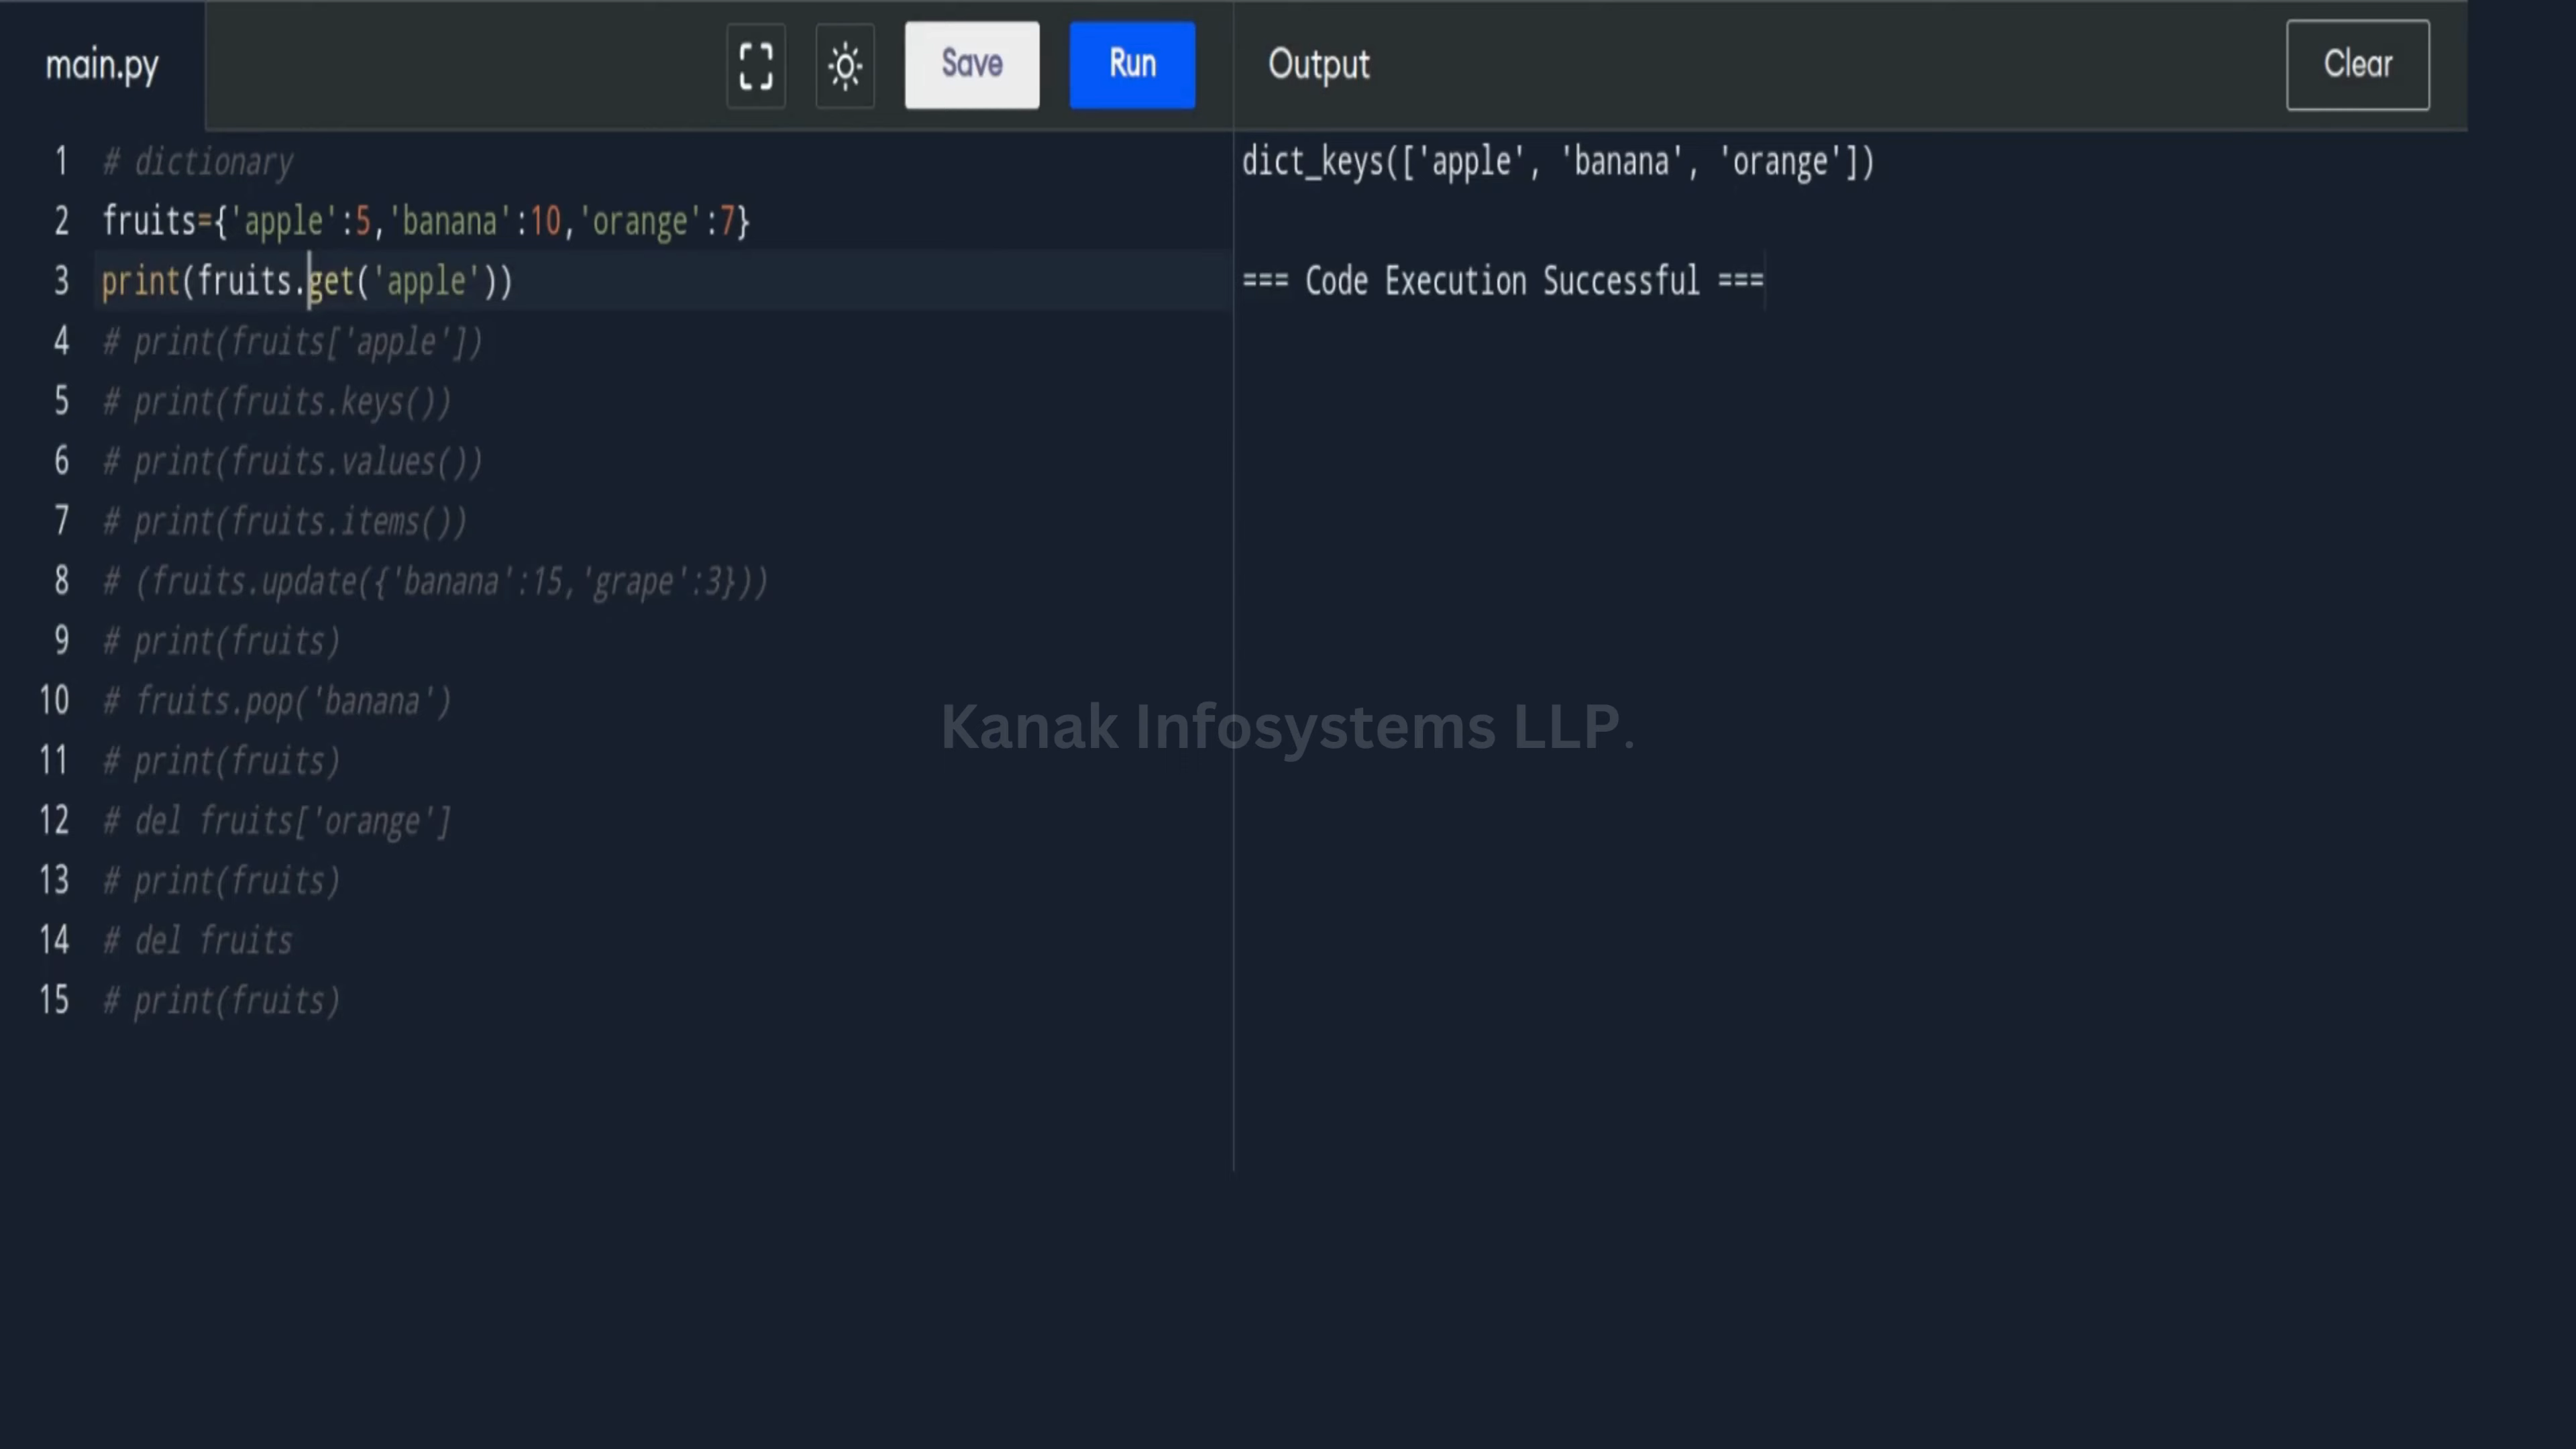 main.py
Save
Run
Output
Clear
1 # dictionary
2 fruits={'apple':5,'banana':10,'orange':7}
3 print(fruits.get('apple'))
4 # print(fruits['apple'])
5 # print(fruits.keys())
6 # print(fruits.values())
7 # print(fruits.items())
8 # (fruits.update({'banana':15,'grape':3}))
9 # print(fruits)
10 # fruits.pop('banana')
11 # print(fruits)
12 # del fruits['orange']
13 # print(fruits)
14 # del fruits
15 # print(fruits)
dict_keys(['apple', 'banana', 'orange'])
=== Code Execution Successful ===
Kanak Infosystems LLP.